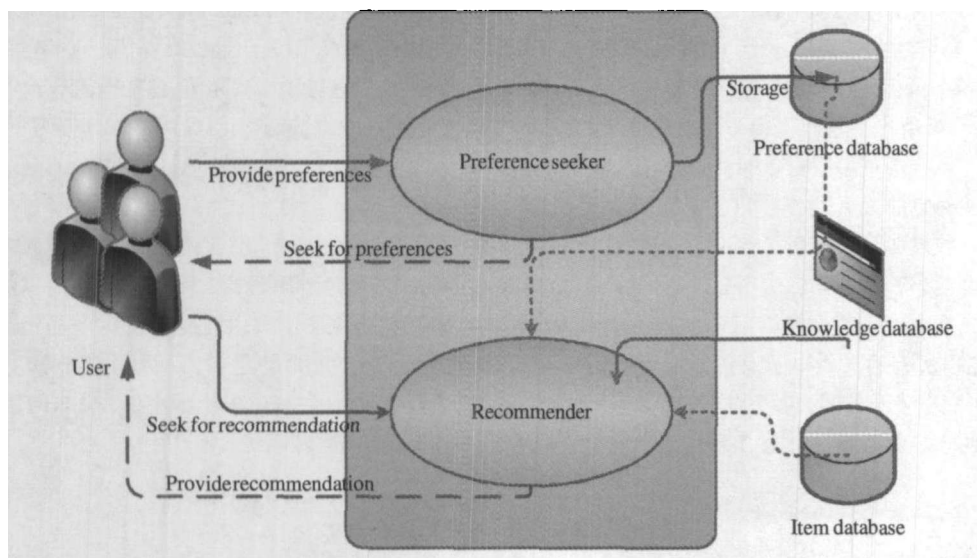 Storage
Preference database
Preference seeker
Provide preferences
Seek for preferences
Knowledge database
User
Recommender
Seek for recommendation
Provide recommendation
Item database